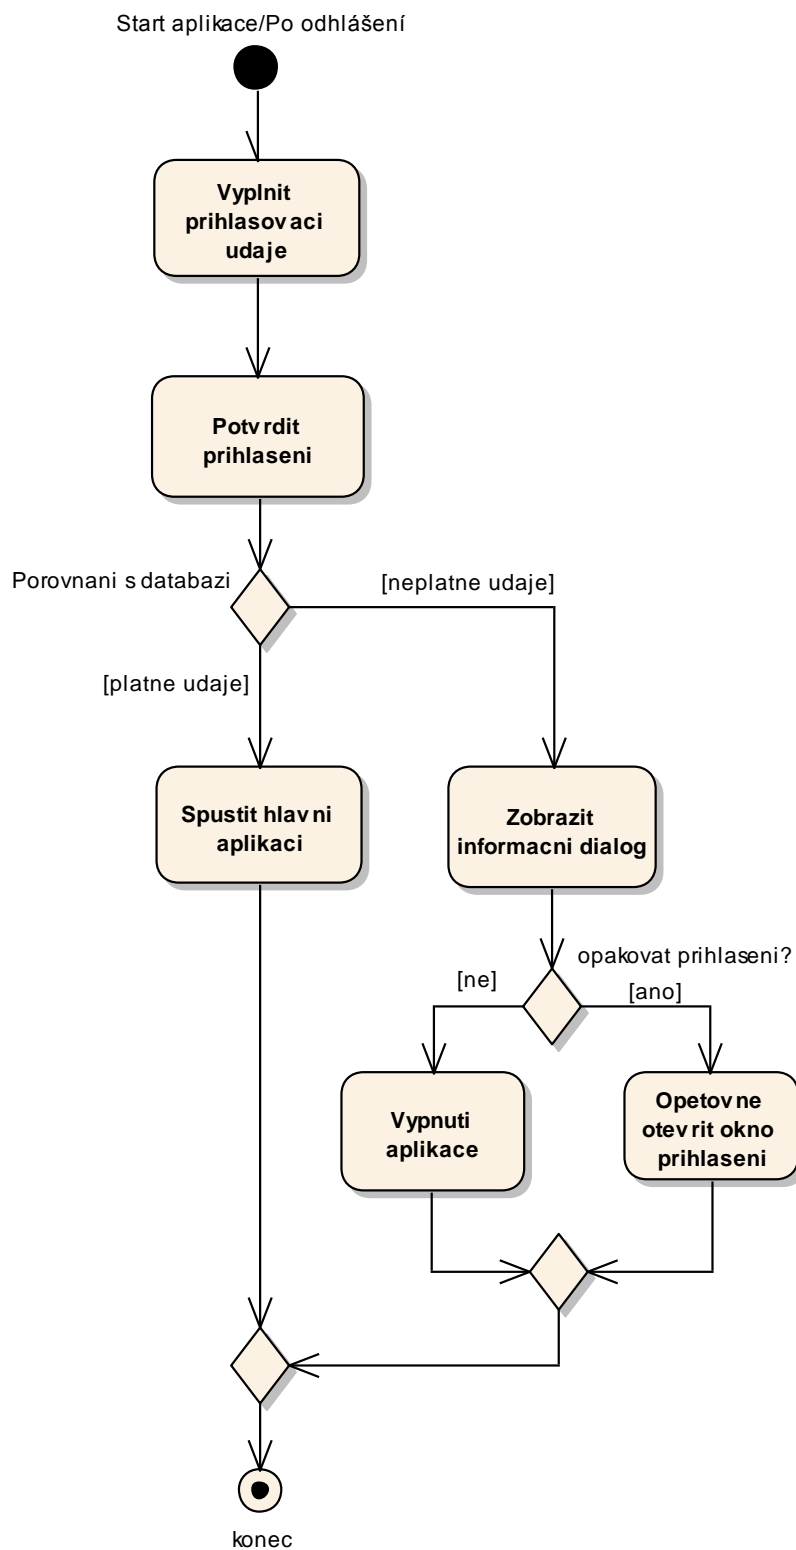 Start aplikace/Po odhlášení
Vyplnit
prihlasovaci
udaje
Potvrdit
prihlaseni
Porovnani s databazi
[neplatne udaje]
[platne udaje]
Spustit hlavni
aplikaci
Zobrazit
informacni dialog
opakovat prihlaseni?
[ne]
[ano]
Vypnuti
aplikace
Opetovne
otevrit okno
prihlaseni
konec